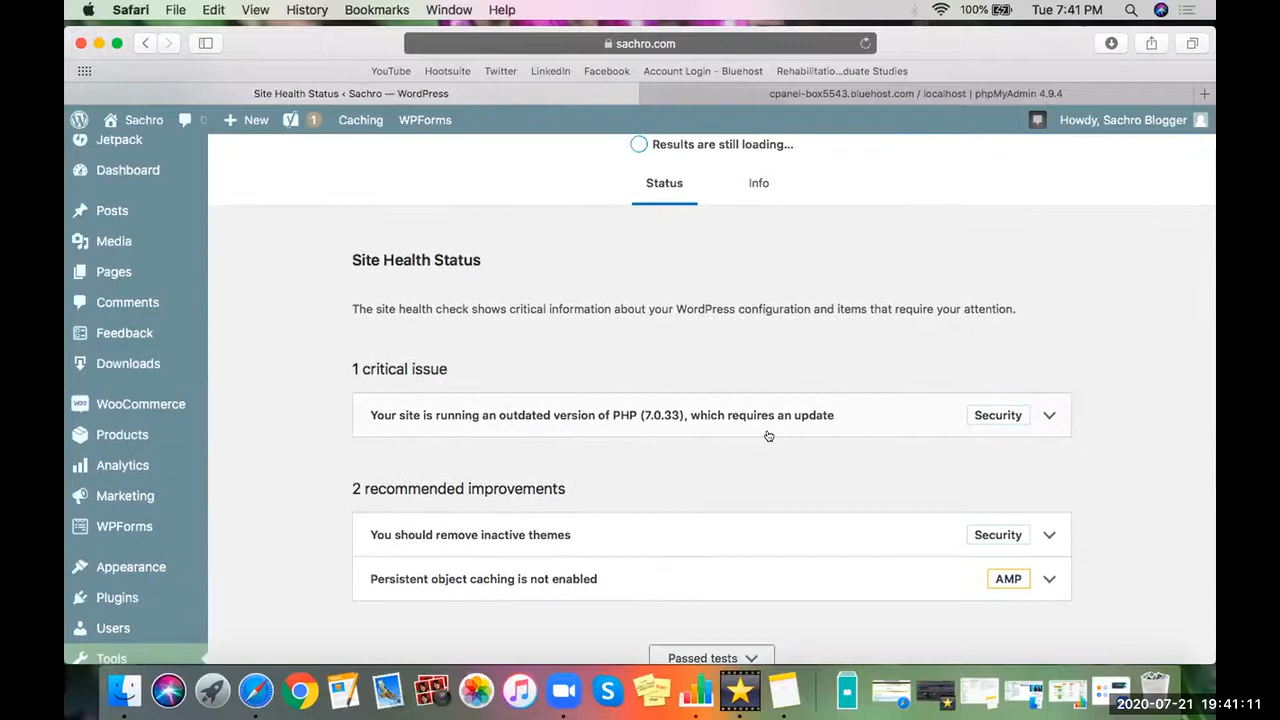 Safari File Edit View History Bookmarks Window Help 100% Tue 7:41 PM
sachro.com
YouTube Hootsuite Twitter LinkedIn Facebook Account Login - Bluehost Rehabilitatio...duate Studies
Site Health Status ‹ Sachro — WordPress cpanel-box5543.bluehost.com / localhost | phpMyAdmin 4.9.4
Sachro New 1 Caching WPForms Howdy, Sachro Blogger
Jetpack
Dashboard
Posts
Media
Pages
Comments
Feedback
Downloads
WooCommerce
Products
Analytics
Marketing
WPForms
Appearance
Plugins
Users
Tools
Results are still loading...
Status Info
Site Health Status
The site health check shows critical information about your WordPress configuration and items that require your attention.
1 critical issue
Your site is running an outdated version of PHP (7.0.33), which requires an update Security
2 recommended improvements
You should remove inactive themes Security
Persistent object caching is not enabled AMP
Passed tests
2020-07-21 19:41:11